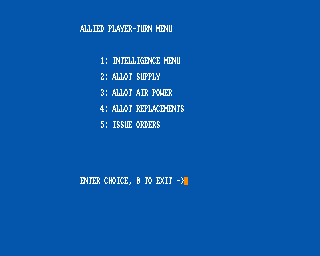 ALLIED PLAYER-TURN MENU
1: INTELLIGENCE MENU
2: ALLOT SUPPLY
3: ALLOT AIR POWER
4: ALLOT REPLACEMENTS
5: ISSUE ORDERS
ENTER CHOICE, 0 TO EXIT ->